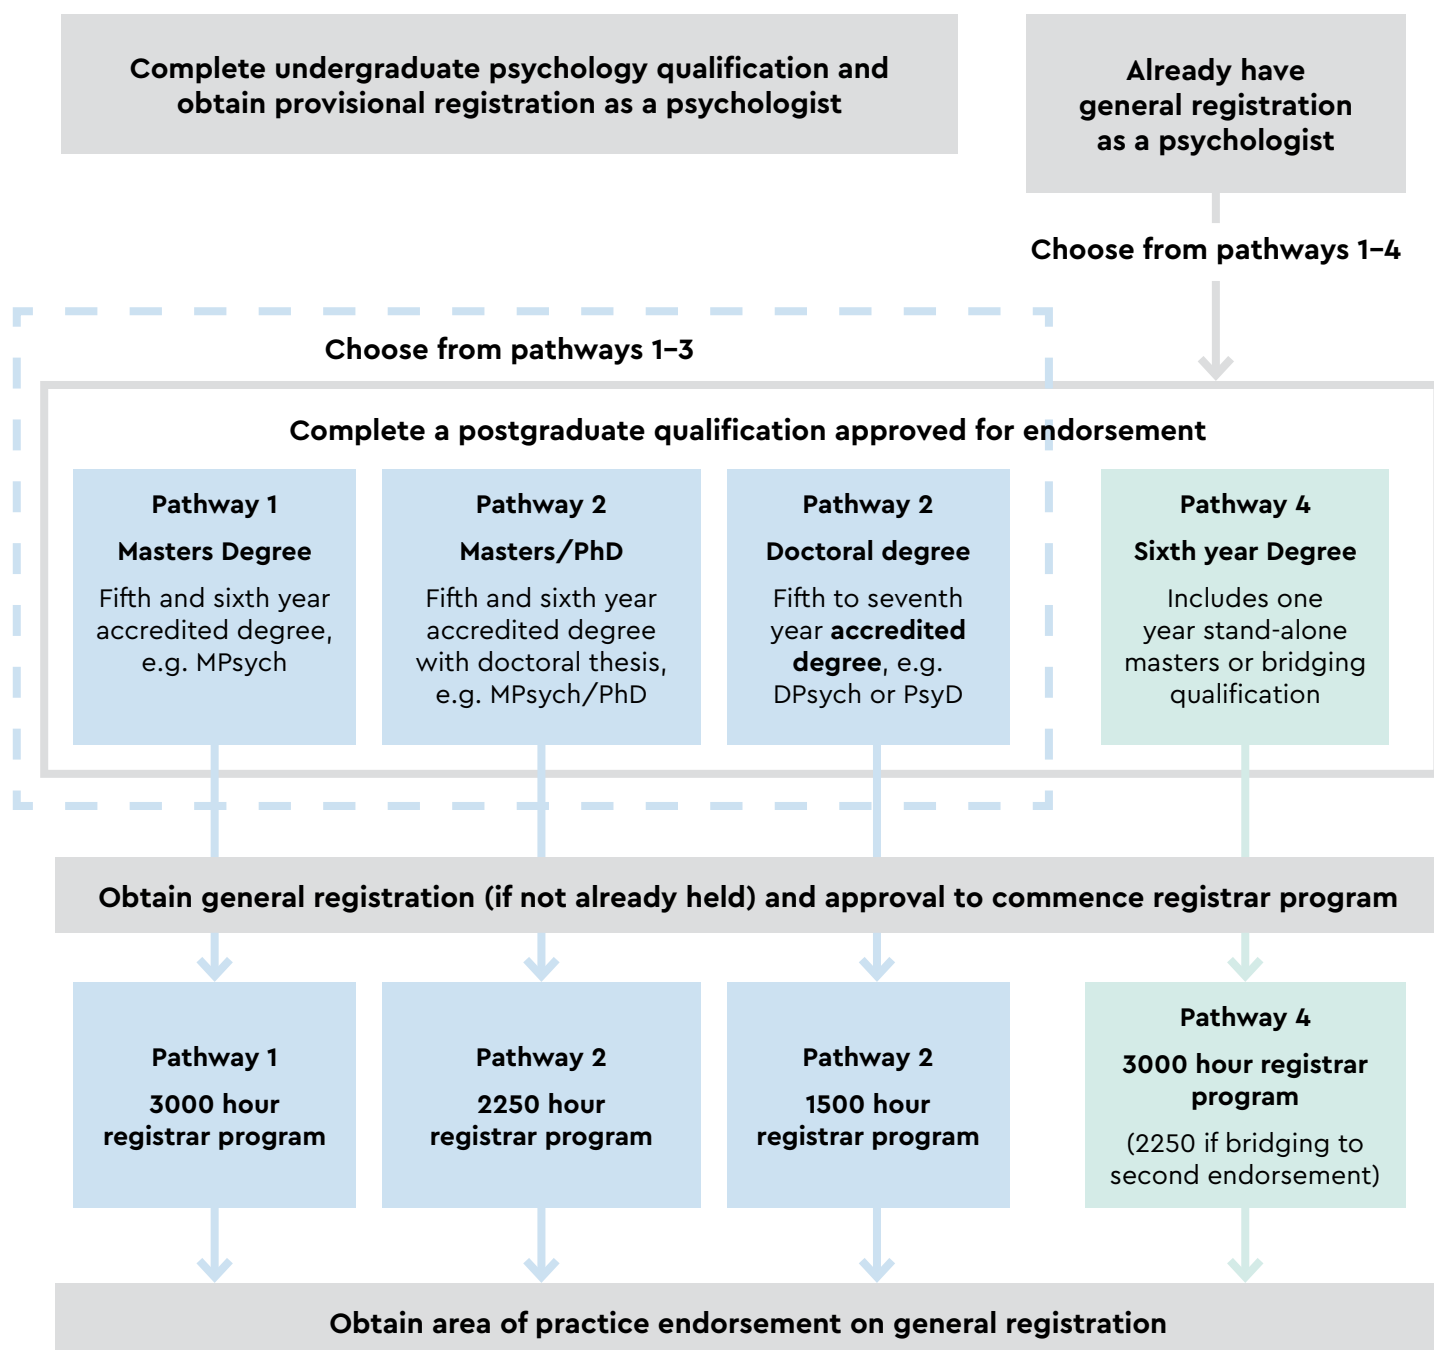 Complete undergraduate psychology qualification and
obtain provisional registration as a psychologist
Already have
general registration
as a psychologist
Choose from pathways 1–4
Choose from pathways 1–3
Complete a postgraduate qualification approved for endorsement
Pathway 1
Masters Degree
Fifth and sixth year
accredited degree,
e.g. MPsych
Pathway 2
Masters/PhD
Fifth and sixth year
accredited degree
with doctoral thesis,
e.g. MPsych/PhD
Pathway 2
Doctoral degree
Fifth to seventh
year accredited
degree, e.g.
DPsych or PsyD
Pathway 4
Sixth year Degree
Includes one
year stand-alone
masters or bridging
qualification
Obtain general registration (if not already held) and approval to commence registrar program
Pathway 1
3000 hour
registrar program
Pathway 2
2250 hour
registrar program
Pathway 2
1500 hour
registrar program
Pathway 4
3000 hour registrar
program
(2250 if bridging to
second endorsement)
Obtain area of practice endorsement on general registration